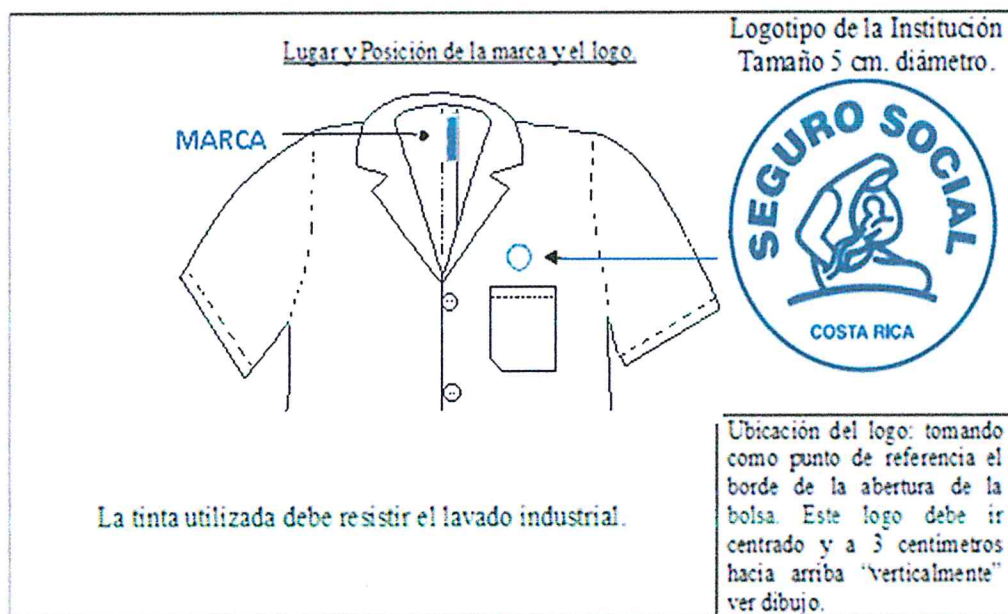 Lugar y Posición de la marca y el logo.
Logotipo de la Institución
Tamaño 5 cm. diámetro.
MARCA
SEGURO SOCIAL
COSTA RICA
La tinta utilizada debe resistir el lavado industrial.
Ubicación del logo: tomando
como punto de referencia el
borde de la abertura de la
bolsa. Este logo debe ir
centrado y a 3 centímetros
hacia arriba "verticalmente"
ver dibujo.